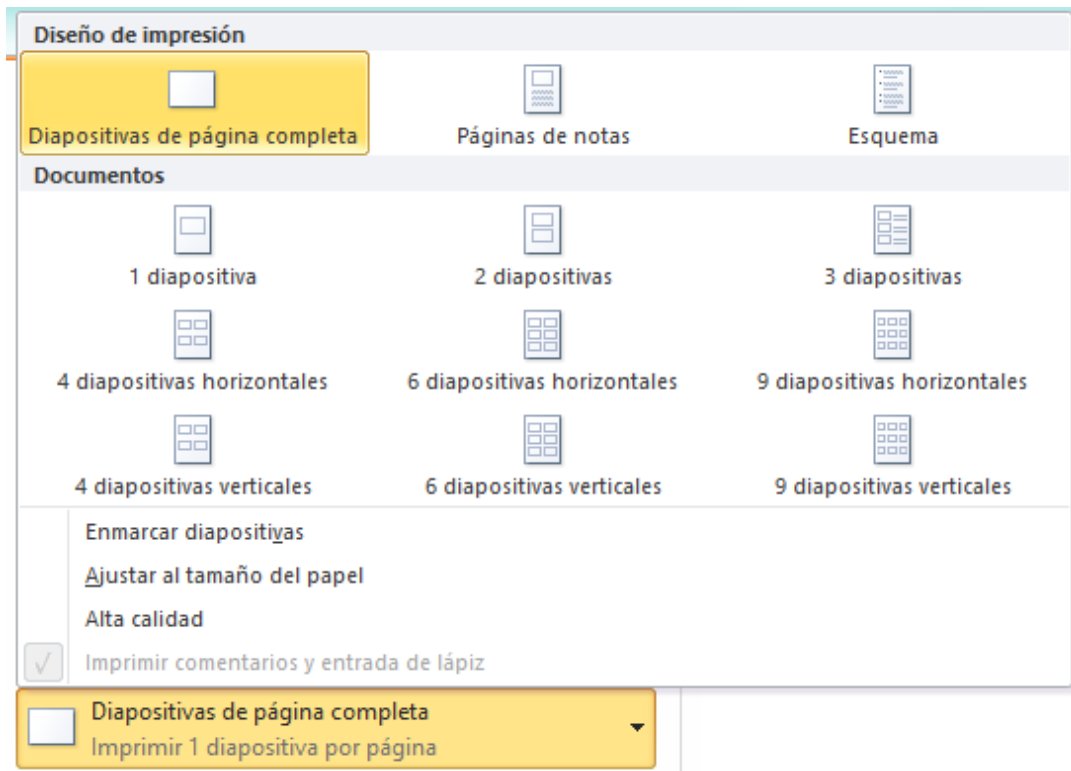 Diseño de impresión
Diapositivas de página completa
Páginas de notas
Esquema
Documentos
1 diapositiva
2 diapositivas
3 diapositivas
4 diapositivas horizontales
6 diapositivas horizontales
9 diapositivas horizontales
4 diapositivas verticales
6 diapositivas verticales
9 diapositivas verticales
Enmarcar diapositivas
Ajustar al tamaño del papel
Alta calidad
Imprimir comentarios y entrada de lápiz
Diapositivas de página completa
Imprimir 1 diapositiva por página